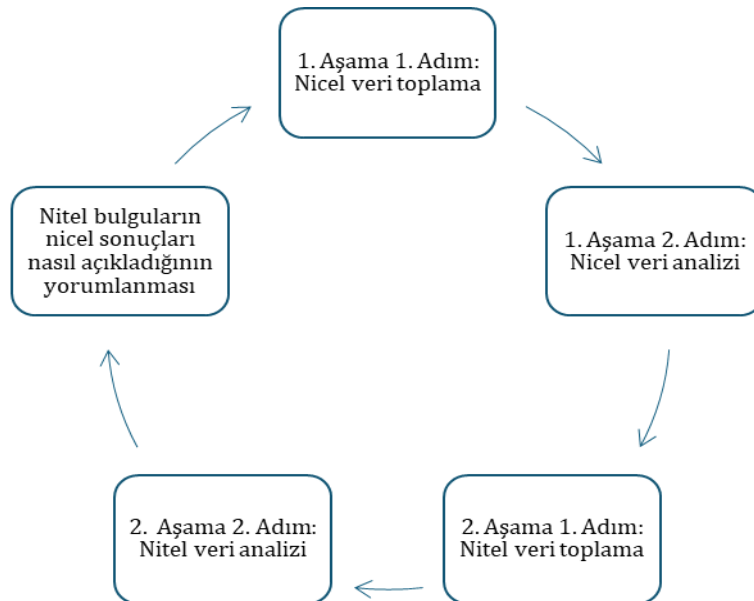 1. Aşama 1. Adım:
Nicel veri toplama
1. Aşama 2. Adım:
Nicel veri analizi
2. Aşama 1. Adım:
Nitel veri toplama
2. Aşama 2. Adım:
Nitel veri analizi
Nitel bulguların
nicel sonuçları
nasıl açıkladığının
yorumlanması